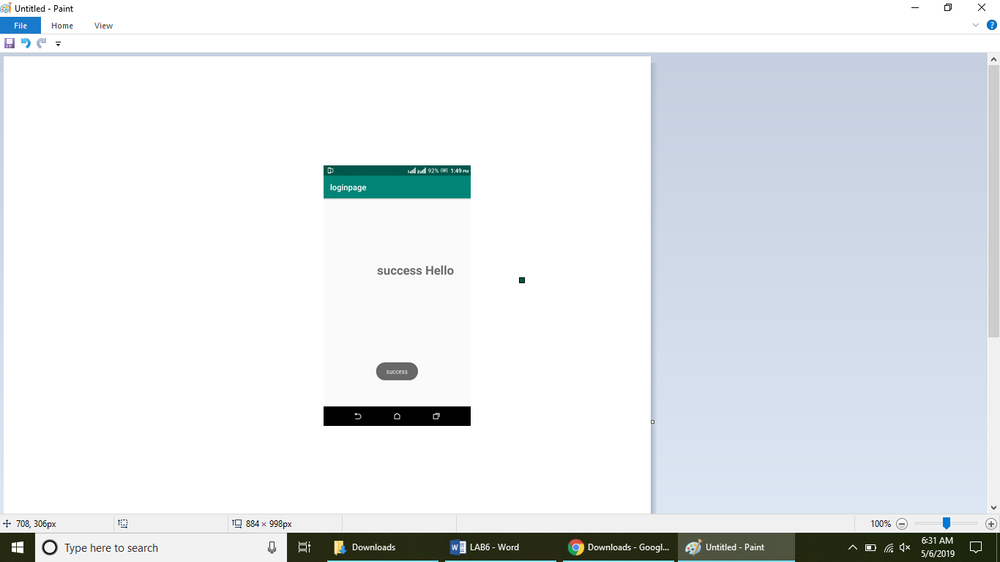 Untitled - Paint
File Home View
92% 1:49 PM
loginpage
success Hello
success
708, 306px 884 × 998px 100%
Type here to search Downloads LAB6 - Word Downloads - Googl... Untitled - Paint 6:31 AM
5/6/2019